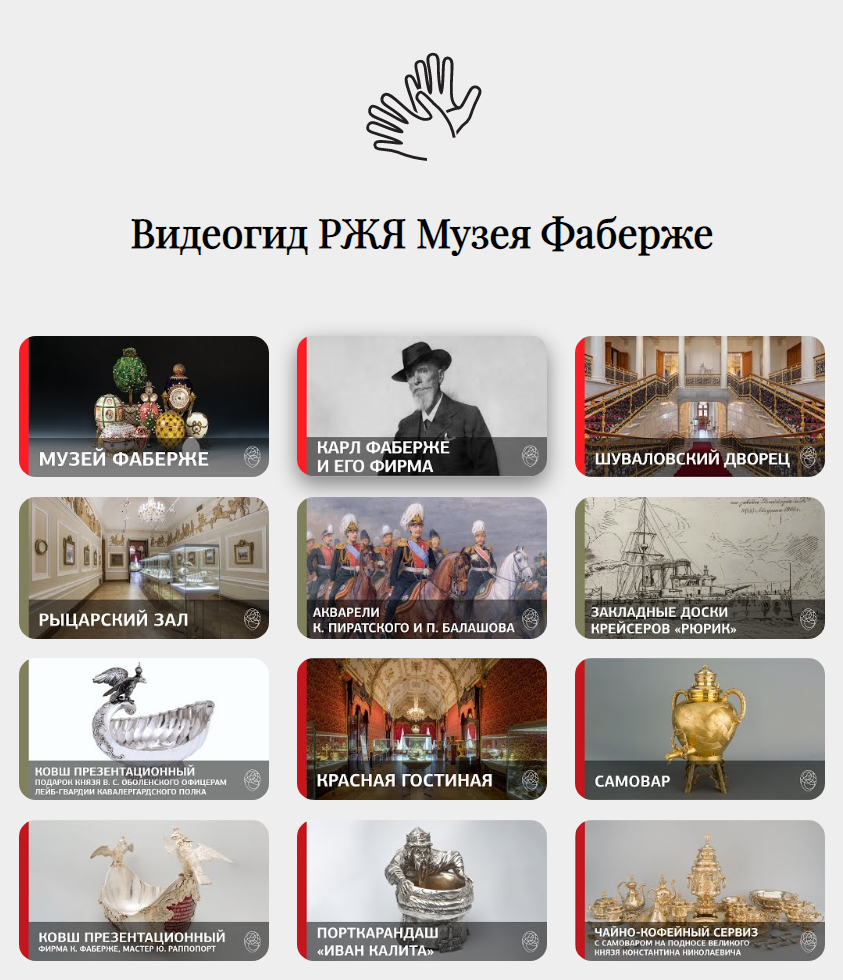 Видеогид РЖЯ Музея Фаберже
МУЗЕЙ ФАБЕРЖЕ
КАРЛ ФАБЕРЖЕ
И ЕГО ФИРМА
ШУВАЛОВСКИЙ ДВОРЕЦ
РЫЦАРСКИЙ ЗАЛ
АКВАРЕЛИ
К. ПИРАТСКОГО И П. БАЛАШОВА
ЗАКЛАДНЫЕ ДОСКИ
КРЕЙСЕРОВ «РЮРИК»
КОВШ ПРЕЗЕНТАЦИОННЫЙ
ПОДАРОК КНЯЗЯ В. С. ОБОЛЕНСКОГО ОФИЦЕРАМ
ЛЕЙБ-ГВАРДИИ КАВАЛЕРГАРДСКОГО ПОЛКА
КРАСНАЯ ГОСТИНАЯ
САМОВАР
КОВШ ПРЕЗЕНТАЦИОННЫЙ
ФИРМА К. ФАБЕРЖЕ, МАСТЕР Ю. РАППОПОРТ
ПОРТКАРАНДАШ
«ИВАН КАЛИТА»
ЧАЙНО-КОФЕЙНЫЙ СЕРВИЗ
С САМОВАРОМ НА ПОДНОСЕ ВЕЛИКОГО
КНЯЗЯ КОНСТАНТИНА НИКОЛАЕВИЧА